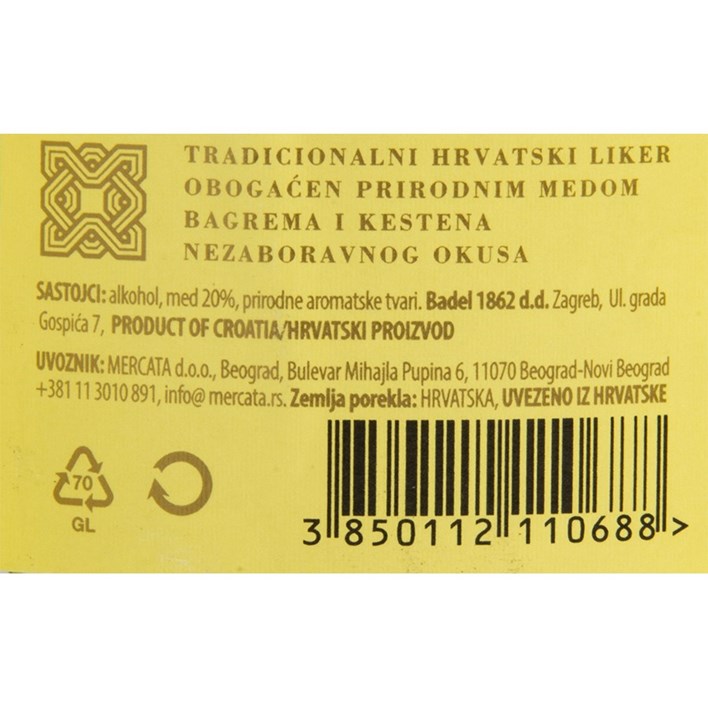 TRADICIONALNI HRVATSKI LIKER
OBOGAĆEN PRIRODNIM MEDOM
BAGREMA I KESTENA
NEZABORAVNOG OKUSA
SASTOJCI: alkohol, med 20%, prirodne aromatske tvari. Badel 1862 d.d. Zagreb, Ul. grada
Gospića 7, PRODUCT OF CROATIA/HRVATSKI PROIZVOD
UVOZNIK: MERCATA d.o.o., Beograd, Bulevar Mihajla Pupina 6, 11070 Beograd-Novi Beograd
+381 11 3010 891, info@mercata.rs. Zemlja porekla: HRVATSKA, UVEZENO IZ HRVATSKE
70
GL
3 850112 110688 >